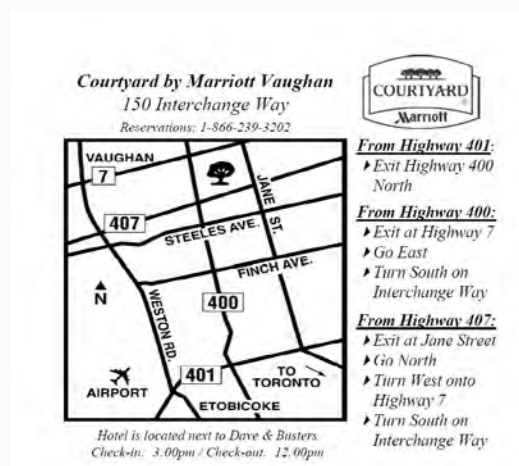 Courtyard by Marriott Vaughan
150 Interchange Way
Reservations: 1-866-239-3202
VAUGHAN
7
407
STEELES AVE.
JANE ST.
FINCH AVE.
N
WESTON RD.
400
401
AIRPORT
ETOBICOKE
TO
TORONTO
Hotel is located next to Dave & Busters
Check-in: 3.00pm / Check-out. 12.00pm
COURTYARD
Marriott
From Highway 401:
Exit Highway 400
North
From Highway 400:
Exit at Highway 7
Go East
Turn South on
Interchange Way
From Highway 407:
Exit at Jane Street
Go North
Turn West onto
Highway 7
Turn South on
Interchange Way